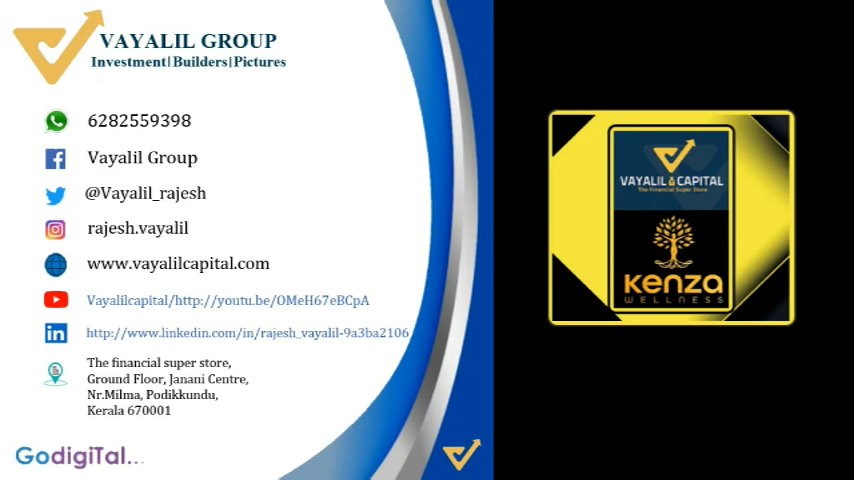 VAYALIL GROUP
Investment|Builders|Pictures
6282559398
Vayalil Group
@Vayalil_rajesh
rajesh.vayalil
www.vayalilcapital.com
Vayalilcapital/http://youtu.be/OMeH67eBCpA
http://www.linkedin.com/in/rajesh_vayalil-9a3ba2106
The financial super store,
Ground Floor, Janani Centre,
Nr.Milma, Podikkundu,
Kerala 670001
GodigiTal...
VAYALIL CAPITAL
The Financial Super Store
kenza
WELLNESS